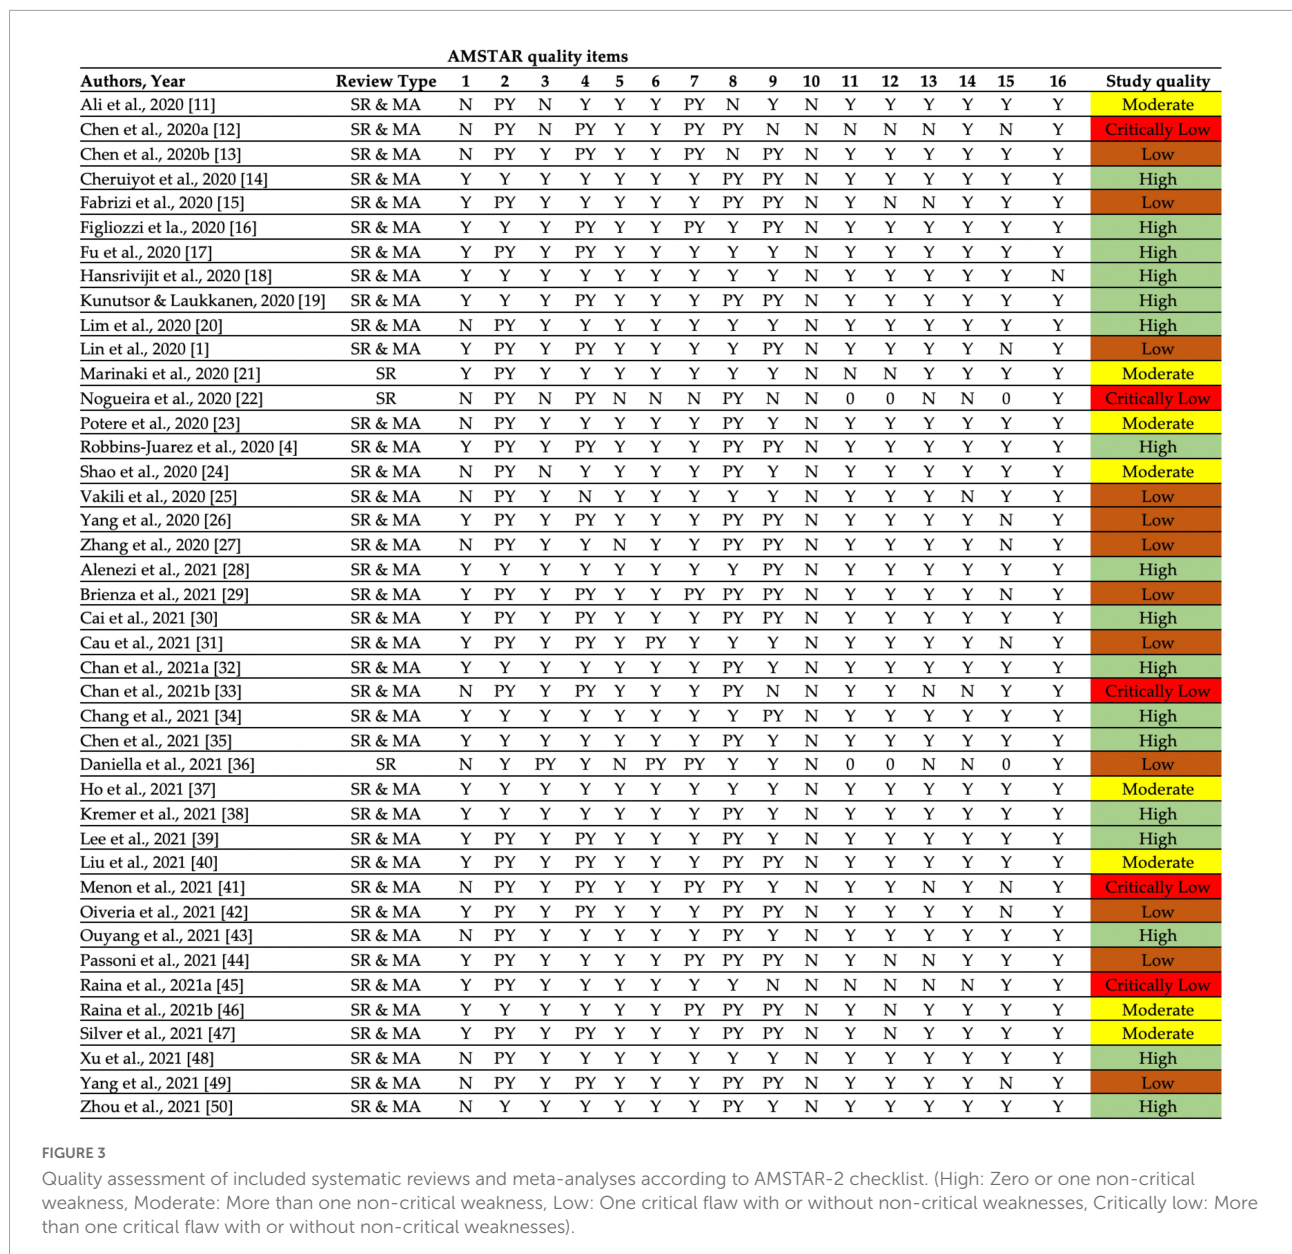 AMSTAR quality items
Authors, Year Review Type 1 2 3 4 5 6 7 8 9 10 11 12 13 14 15 16 Study quality
Ali et al., 2020 [11] SR & MA N PY N Y Y Y PY N Y N Y Y Y Y Y Y Moderate
Chen et al., 2020a [12] SR & MA N PY N PY Y Y PY PY N N N N N Y N Y Critically Low
Chen et al., 2020b [13] SR & MA N PY Y PY Y Y PY N PY N Y Y Y Y Y Y Low
Cheruiyot et al., 2020 [14] SR & MA Y Y Y Y Y Y Y PY PY N Y Y Y Y Y Y High
Fabrizi et al., 2020 [15] SR & MA Y PY Y Y Y Y Y PY PY N Y N N Y Y Y Low
Figliozzi et la., 2020 [16] SR & MA Y Y Y PY Y Y PY Y PY N Y Y Y Y Y Y High
Fu et al., 2020 [17] SR & MA Y PY Y PY Y Y Y Y Y N Y Y Y Y Y Y High
Hansrivijit et al., 2020 [18] SR & MA Y Y Y Y Y Y Y Y Y N Y Y Y Y Y N High
Kunutsor & Laukkanen, 2020 [19] SR & MA Y Y Y PY Y Y Y PY PY N Y Y Y Y Y Y High
Lim et al., 2020 [20] SR & MA N PY Y Y Y Y Y Y Y N Y Y Y Y Y Y High
Lin et al., 2020 [1] SR & MA Y PY Y PY Y Y Y Y PY N Y Y Y Y N Y Low
Marinaki et al., 2020 [21] SR Y PY Y Y Y Y Y Y Y N N N Y Y Y Y Moderate
Nogueira et al., 2020 [22] SR N PY N PY N N N PY N N 0 0 N N 0 Y Critically Low
Potere et al., 2020 [23] SR & MA N PY Y Y Y Y Y PY Y N Y Y Y Y Y Y Moderate
Robbins-Juarez et al., 2020 [4] SR & MA Y PY Y PY Y Y Y PY PY N Y Y Y Y Y Y High
Shao et al., 2020 [24] SR & MA N PY N Y Y Y Y PY Y N Y Y Y Y Y Y Moderate
Vakili et al., 2020 [25] SR & MA N PY Y N Y Y Y Y Y N Y Y Y N Y Y Low
Yang et al., 2020 [26] SR & MA Y PY Y PY Y Y Y PY PY N Y Y Y Y N Y Low
Zhang et al., 2020 [27] SR & MA N PY Y Y N Y Y PY PY N Y Y Y Y N Y Low
Alenezi et al., 2021 [28] SR & MA Y Y Y Y Y Y Y Y PY N Y Y Y Y Y Y High
Brienza et al., 2021 [29] SR & MA Y PY Y PY Y Y PY PY PY N Y Y Y Y N Y Low
Cai et al., 2021 [30] SR & MA Y PY Y PY Y Y Y PY PY N Y Y Y Y Y Y High
Cau et al., 2021 [31] SR & MA Y PY Y PY Y PY Y Y Y N Y Y Y Y N Y Low
Chan et al., 2021a [32] SR & MA Y Y Y Y Y Y Y PY Y N Y Y Y Y Y Y High
Chan et al., 2021b [33] SR & MA N PY Y PY Y Y Y PY N N Y Y N N Y Y Critically Low
Chang et al., 2021 [34] SR & MA Y Y Y Y Y Y Y Y PY N Y Y Y Y Y Y High
Chen et al., 2021 [35] SR & MA Y Y Y Y Y Y Y PY Y N Y Y Y Y Y Y High
Daniella et al., 2021 [36] SR N Y PY Y N PY PY Y Y N 0 0 N N 0 Y Low
Ho et al., 2021 [37] SR & MA Y Y Y Y Y Y Y Y Y N Y Y Y Y Y Y Moderate
Kremer et al., 2021 [38] SR & MA Y Y Y Y Y Y Y PY Y N Y Y Y Y Y Y High
Lee et al., 2021 [39] SR & MA Y PY Y PY Y Y Y PY Y N Y Y Y Y Y Y High
Liu et al., 2021 [40] SR & MA Y PY Y PY Y Y Y PY PY N Y Y Y Y Y Y Moderate
Menon et al., 2021 [41] SR & MA N PY Y PY Y Y PY PY Y N Y Y N Y N Y Critically Low
Oiveria et al., 2021 [42] SR & MA Y PY Y PY Y Y Y PY PY N Y Y Y Y N Y Low
Ouyang et al., 2021 [43] SR & MA N PY Y Y Y Y Y PY Y N Y Y Y Y Y Y High
Passoni et al., 2021 [44] SR & MA Y PY Y Y Y Y PY PY PY N Y N N Y Y Y Low
Raina et al., 2021a [45] SR & MA Y PY Y Y Y Y Y Y N N N N N N Y Y Critically Low
Raina et al., 2021b [46] SR & MA Y Y Y Y Y Y PY PY PY N Y N Y Y Y Y Moderate
Silver et al., 2021 [47] SR & MA Y PY Y PY Y Y Y PY PY N Y N Y Y Y Y Moderate
Xu et al., 2021 [48] SR & MA N PY Y Y Y Y Y Y Y N Y Y Y Y Y Y High
Yang et al., 2021 [49] SR & MA N PY Y PY Y Y Y PY PY N Y Y Y Y N Y Low
Zhou et al., 2021 [50] SR & MA N Y Y Y Y Y Y PY Y N Y Y Y Y Y Y High
FIGURE 3
Quality assessment of included systematic reviews and meta-analyses according to AMSTAR-2 checklist. (High: Zero or one non-critical
weakness, Moderate: More than one non-critical weakness, Low: One critical flaw with or without non-critical weaknesses, Critically low: More
than one critical flaw with or without non-critical weaknesses).